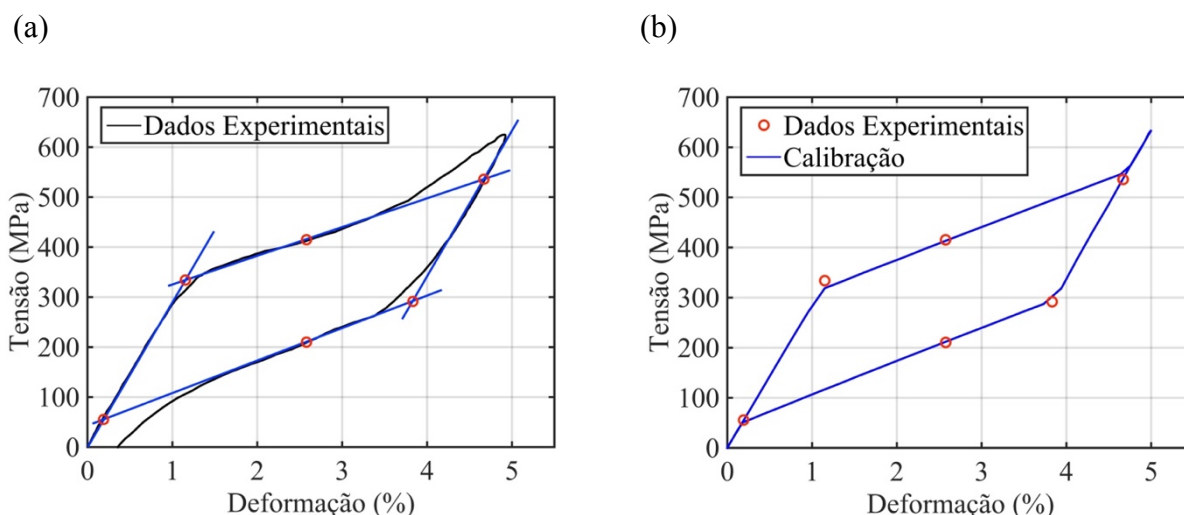 (a)
(b)
700
600
500
400
300
200
100
0
Tensão (MPa)
Dados Experimentais
0 1 2 3 4 5
Deformação (%)
700
600
500
400
300
200
100
0
Tensão (MPa)
Dados Experimentais
Calibração
0 1 2 3 4 5
Deformação (%)